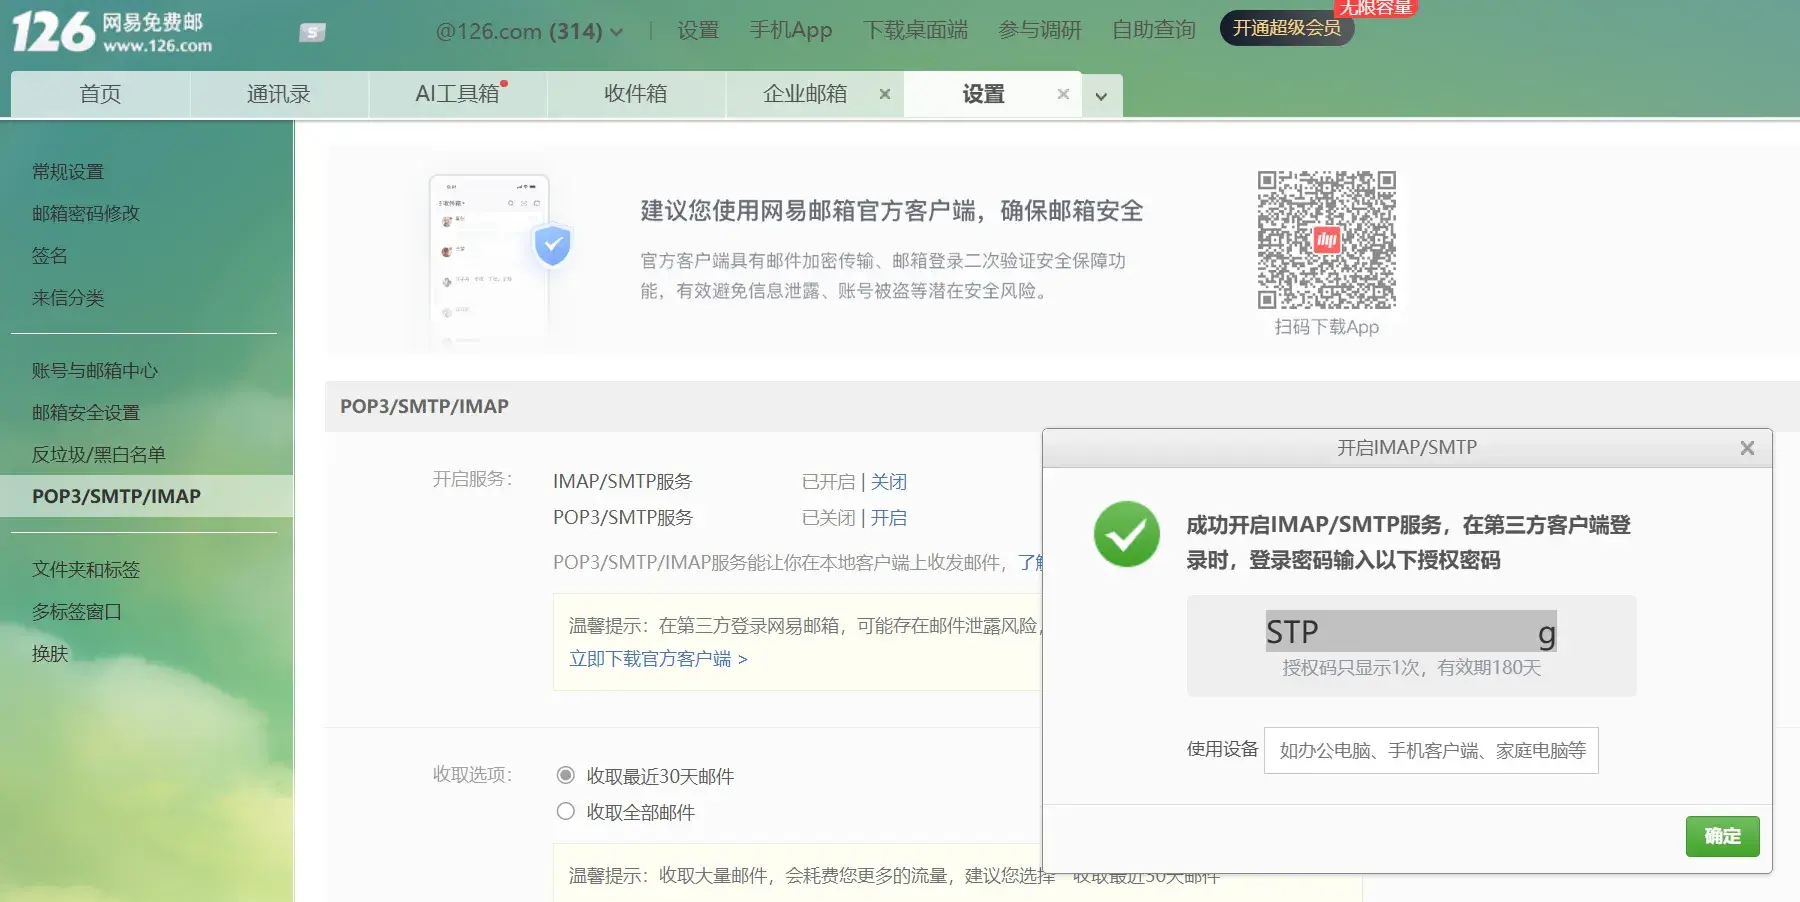 126 网易免费邮
www.126.com
S
@126.com (314)
设置
手机App
下载桌面端
参与调研
自助查询
开通超级会员
无限容量
首页
通讯录
AI工具箱
收件箱
企业邮箱
设置
常规设置
邮箱密码修改
签名
来信分类
账号与邮箱中心
邮箱安全设置
反垃圾/黑白名单
POP3/SMTP/IMAP
文件夹和标签
多标签窗口
换肤
建议您使用网易邮箱官方客户端，确保邮箱安全
官方客户端具有邮件加密传输、邮箱登录二次验证安全保障功
能，有效避免信息泄露、账号被盗等潜在安全风险。
扫码下载App
POP3/SMTP/IMAP
开启服务：
IMAP/SMTP服务
已开启 | 关闭
POP3/SMTP服务
已关闭 | 开启
POP3/SMTP/IMAP服务能让你在本地客户端上收发邮件，了解
温馨提示：在第三方登录网易邮箱，可能存在邮件泄露风险，
立即下载官方客户端 >
收取选项：
收取最近30天邮件
收取全部邮件
温馨提示：收取大量邮件，会耗费您更多的流量，建议您选择“收取最近30天邮件”
开启IMAP/SMTP
成功开启IMAP/SMTP服务，在第三方客户端登
录时，登录密码输入以下授权密码
STP g
授权码只显示1次，有效期180天
使用设备
如办公电脑、手机客户端、家庭电脑等
确定